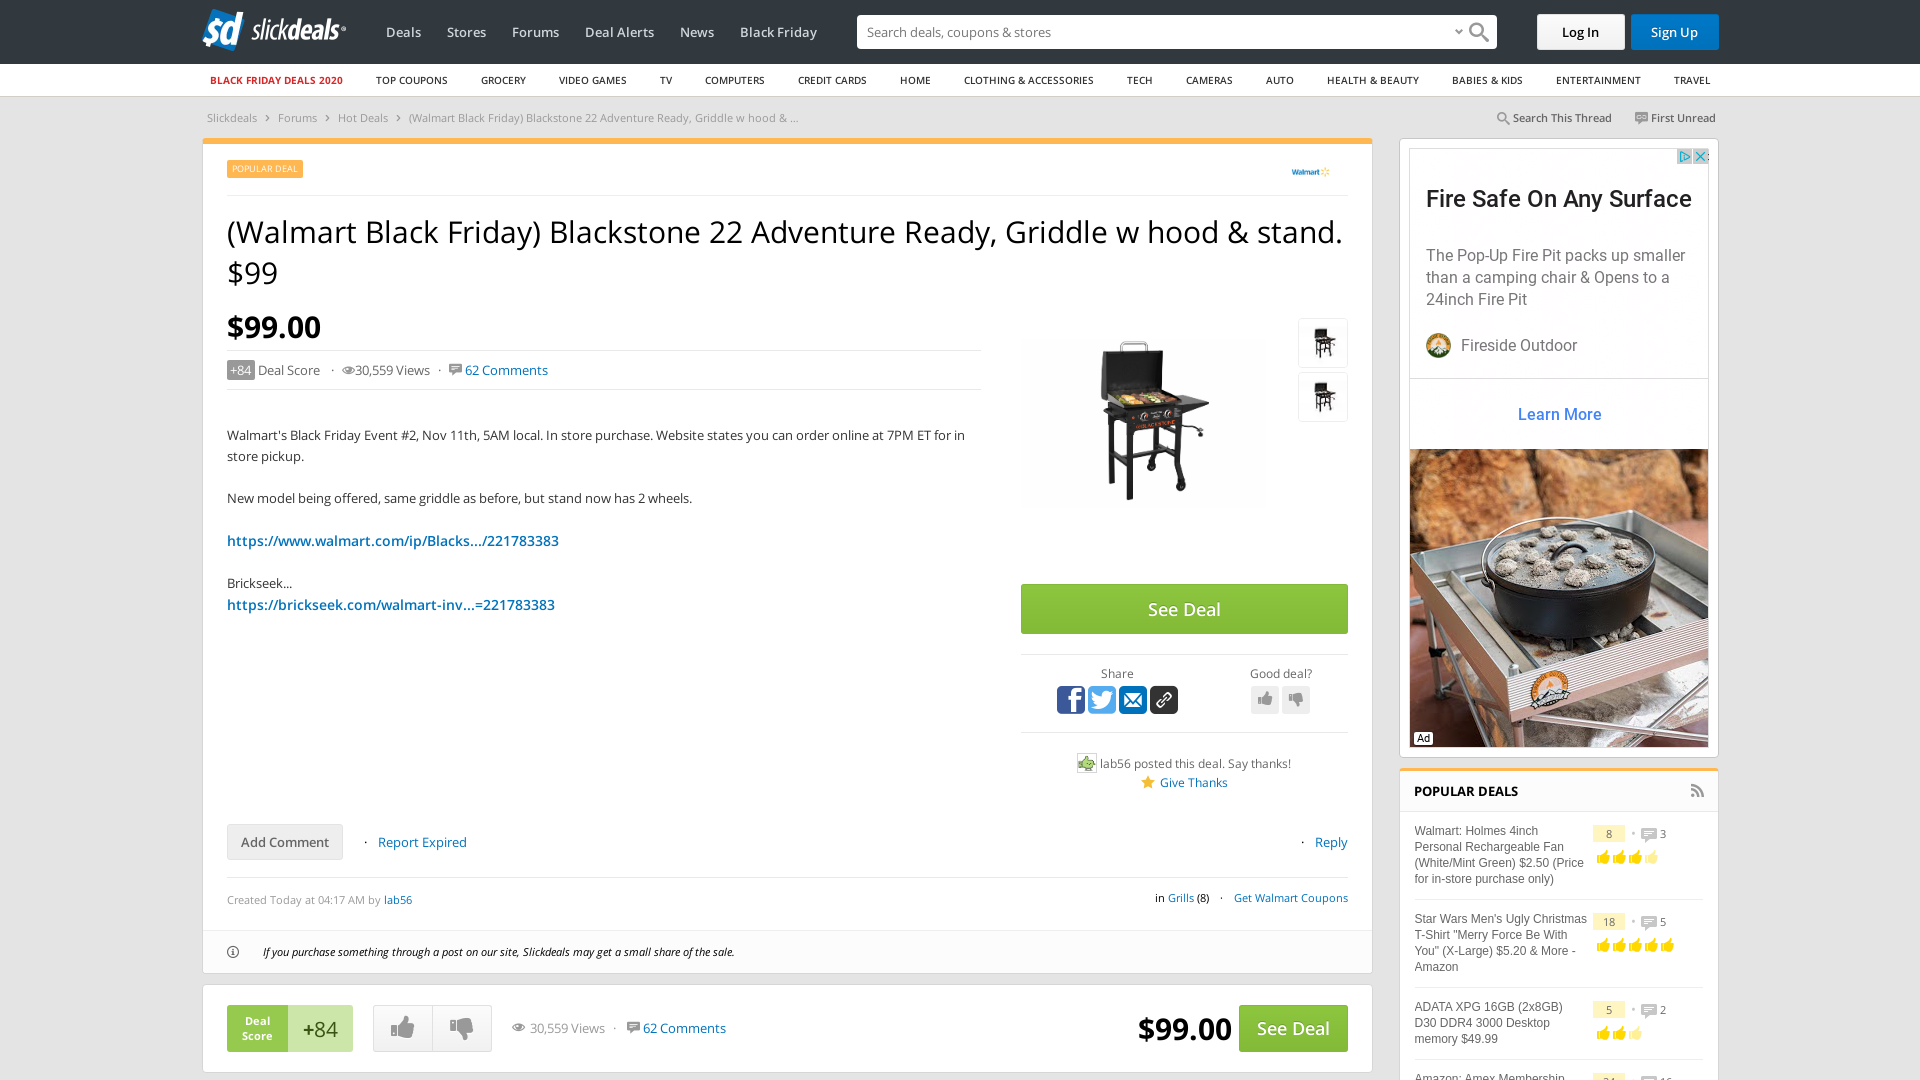 slickdeals
Deals
Stores
Forums
Deal Alerts
News
Black Friday
Search deals, coupons & scores
Log In
Sign Up
BLACK FRIDAY DEALS 2020
TOP COUPONS
GROCERY
VIDEO GAMES
TV
COMPUTERS
CREDIT CARDS
HOME
CLOTHING & ACCESSORIES
TECH
CAMERAS
AUTO
HEALTH & BEAUTY
BABIES & KIDS
ENTERTAINMENT
TRAVEL
Slickdeals › Forums › Hot Deals › (Walmart Black Friday) Blackstone 22 Adventure Ready, Griddle w hood & ...
Search This Thread
First Unread
POPULAR DEAL
Walmart
(Walmart Black Friday) Blackstone 22 Adventure Ready, Griddle w hood & stand.
$99
$99.00
+84 Deal Score · 30,559 Views · 62 Comments
Walmart's Black Friday Event #2, Nov 11th, 5AM local. In store purchase. Website states you can order online at 7PM ET for in
store pickup.
New model being offered, same griddle as before, but stand now has 2 wheels.
https://www.walmart.com/ip/Blacks.../221783383
Brickseek...
https://brickseek.com/walmart-inv...=221783383
See Deal
Share
Good deal?
lab56 posted this deal. Say thanks!
Give Thanks
Add Comment
· Report Expired
· Reply
Created Today at 04:17 AM by lab56
in Grills (8) · Get Walmart Coupons
If you purchase something through a post on our site, Slickdeals may get a small share of the sale.
Deal
Score
+84
30,559 Views · 62 Comments
$99.00
See Deal
Fire Safe On Any Surface
The Pop-Up Fire Pit packs up smaller
than a camping chair & Opens to a
24inch Fire Pit
Fireside Outdoor
Learn More
Ad
POPULAR DEALS
Walmart: Holmes 4inch
Personal Rechargeable Fan
(White/Mint Green) $2.50 (Price
for in-store purchase only)
8 • 3
Star Wars Men's Ugly Christmas
T-Shirt "Merry Force Be With
You" (X-Large) $5.20 & More -
Amazon
18 • 5
ADATA XPG 16GB (2x8GB)
D30 DDR4 3000 Desktop
memory $49.99
5 • 2
Amazon: Amex Membership